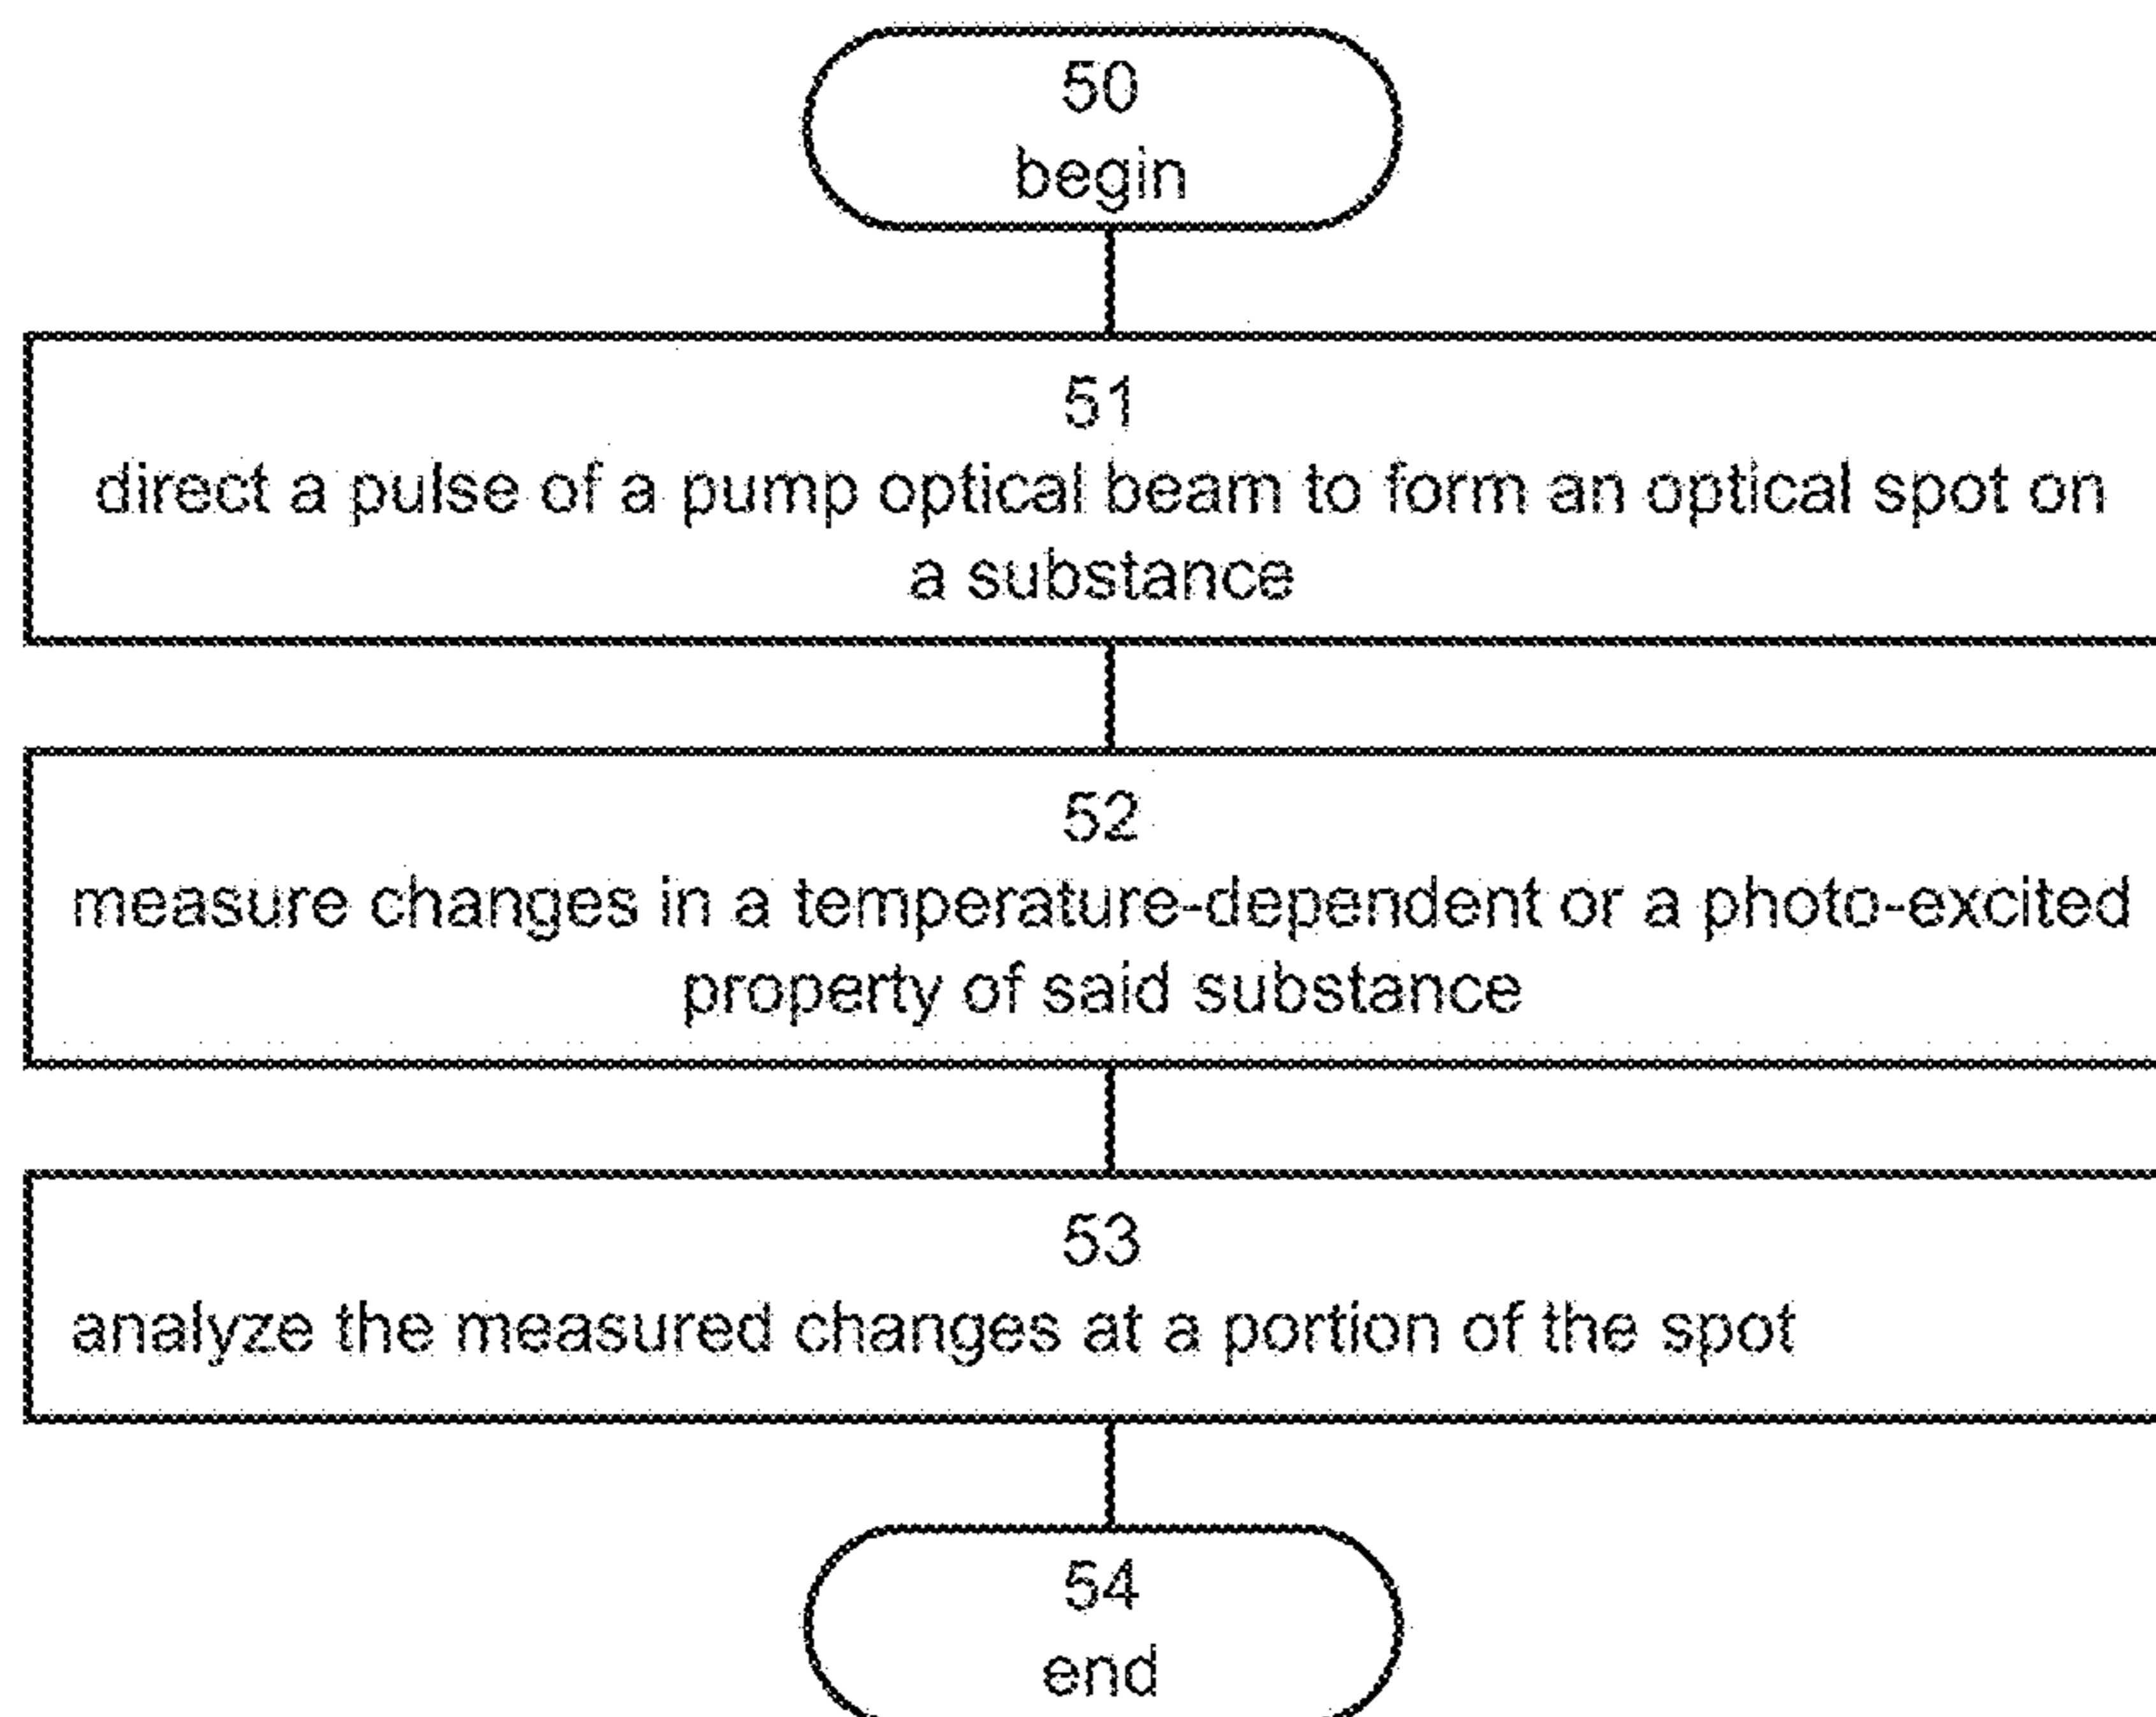 50
begin
51
direct a pulse of a pump optical beam to form an optical spot on
a substance
52
measure changes in a temperature-dependent or a photo-excited
property of said substance
53
analyze the measured changes at a portion of the spot
54
end